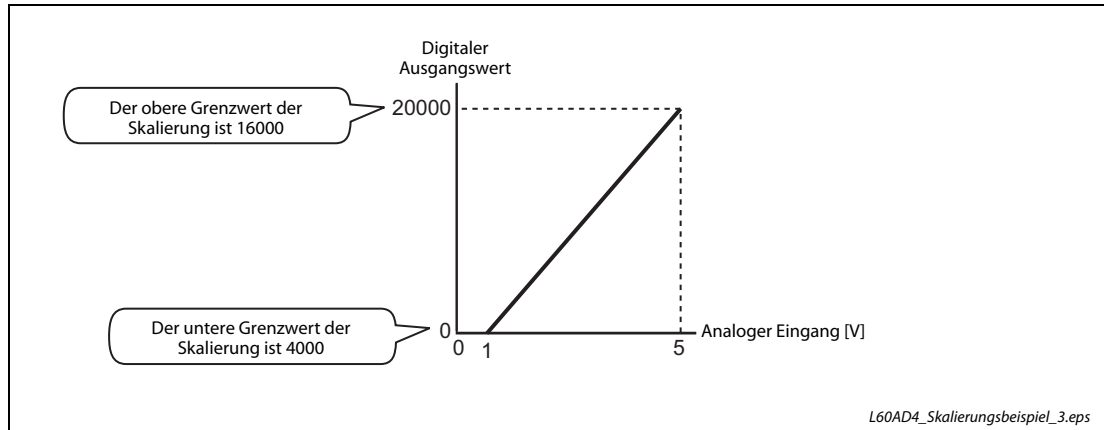 Digitaler
Ausgangswert
Der obere Grenzwert der
Skalierung ist 16000
20000
Der untere Grenzwert der
Skalierung ist 4000
0
Analoger Eingang [V]
0
1
5
L60AD4_Skalierungsbeispiel_3.eps